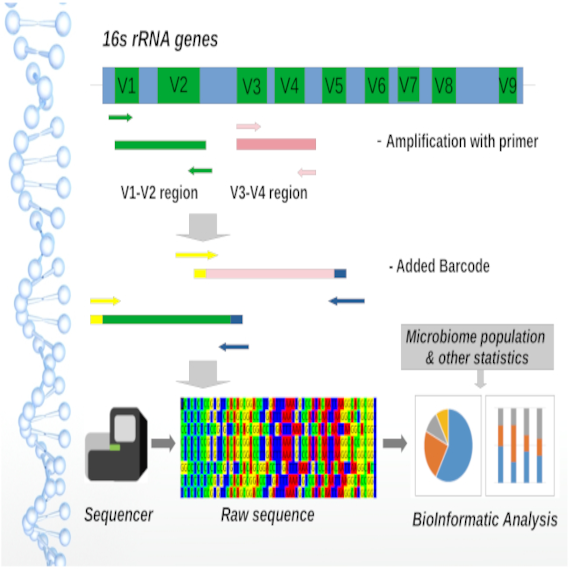 16s rRNA genes
V1 V2 V3 V4 V5 V6 V7 V8 V9
- Amplification with primer
V1-V2 region V3-V4 region
- Added Barcode
Microbiome population
& other statistics
Sequencer Raw sequence BioInformatic Analysis